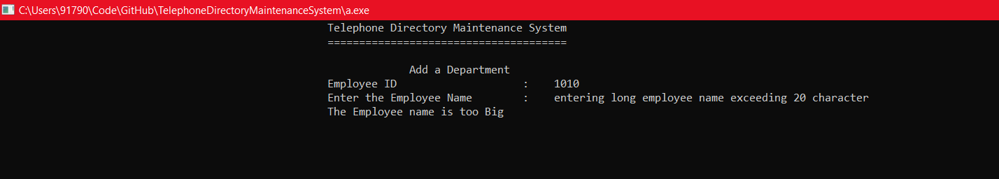 C:\Users\91790\Code\GitHub\TelephoneDirectoryMaintenanceSystem\a.exe
Telephone Directory Maintenance System
======================================
Add a Department
Employee ID : 1010
Enter the Employee Name : entering long employee name exceeding 20 character
The Employee name is too Big